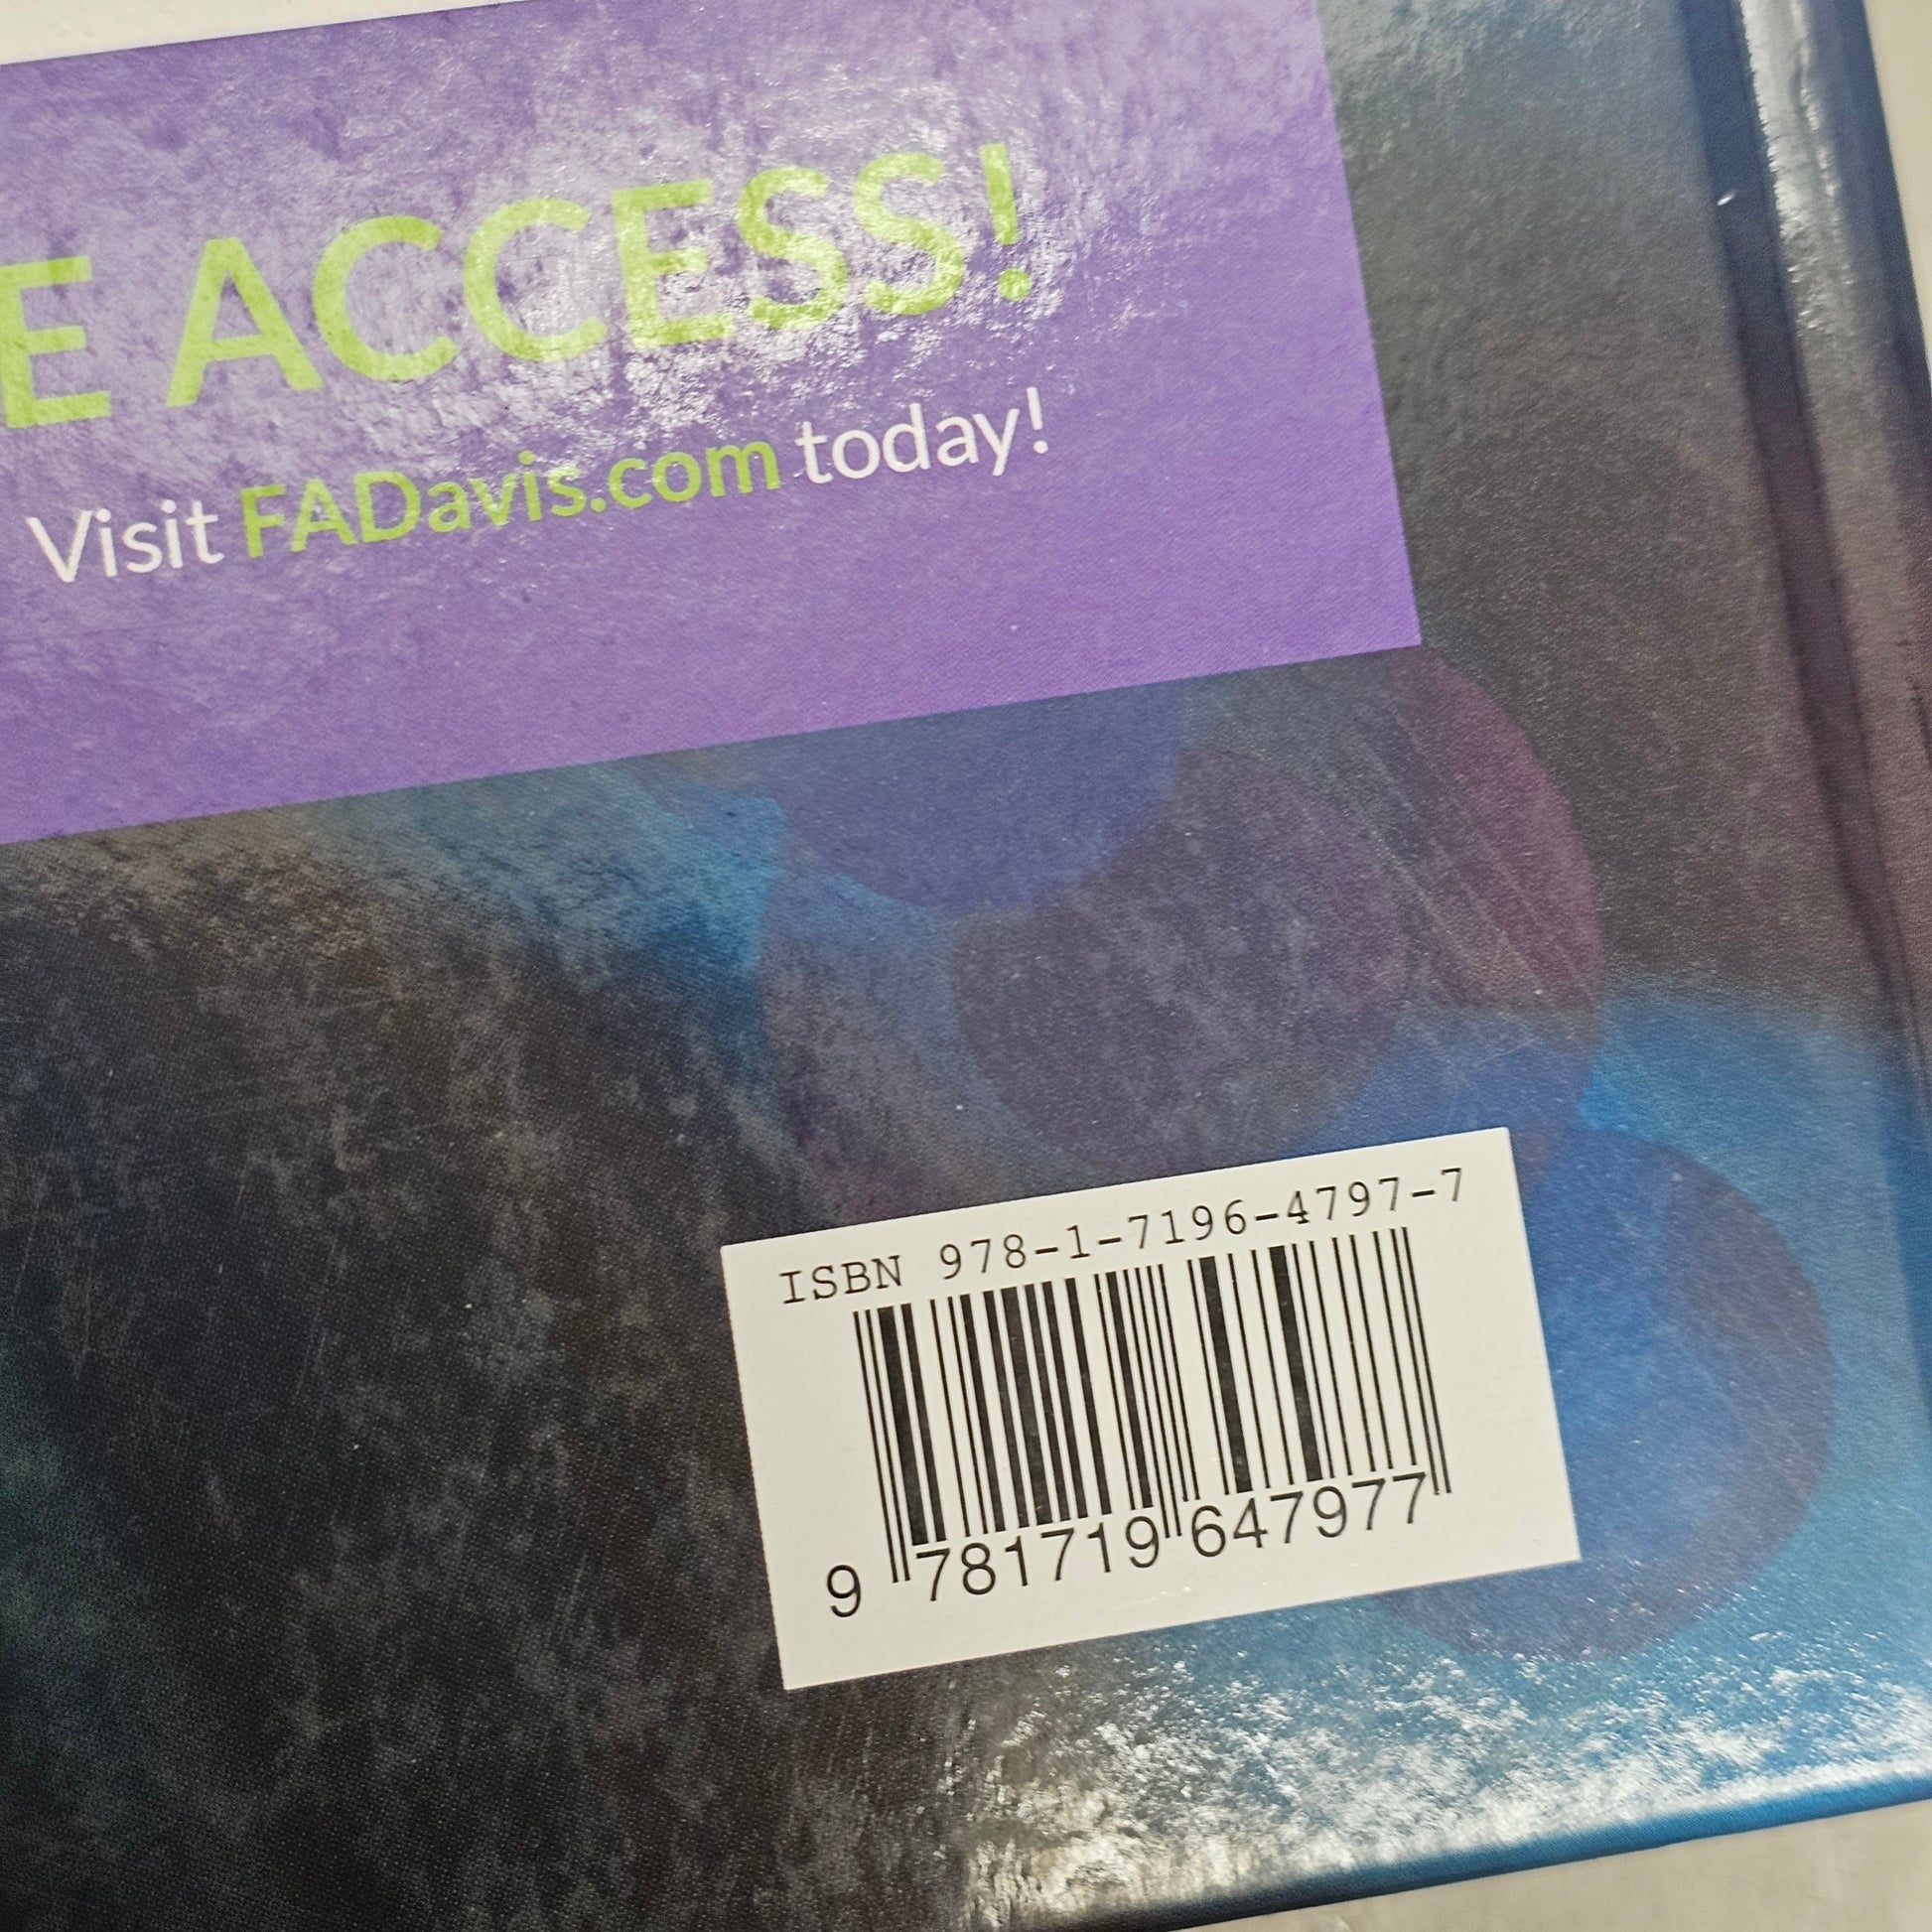 E ACCESS!
Visit FADavis.com today!
ISBN 978-1-7196-4797-7
9 781719 647977